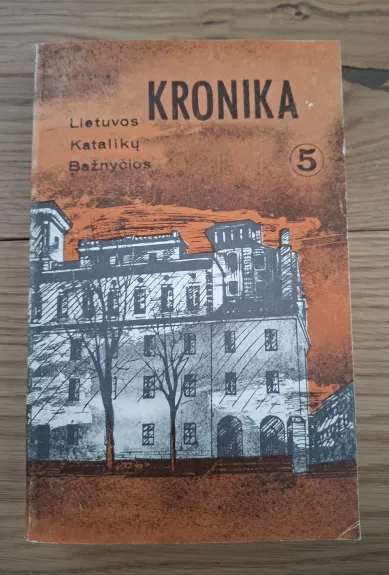 KRONIKA
Lietuvos
Katalikų
Bažnyčios
5